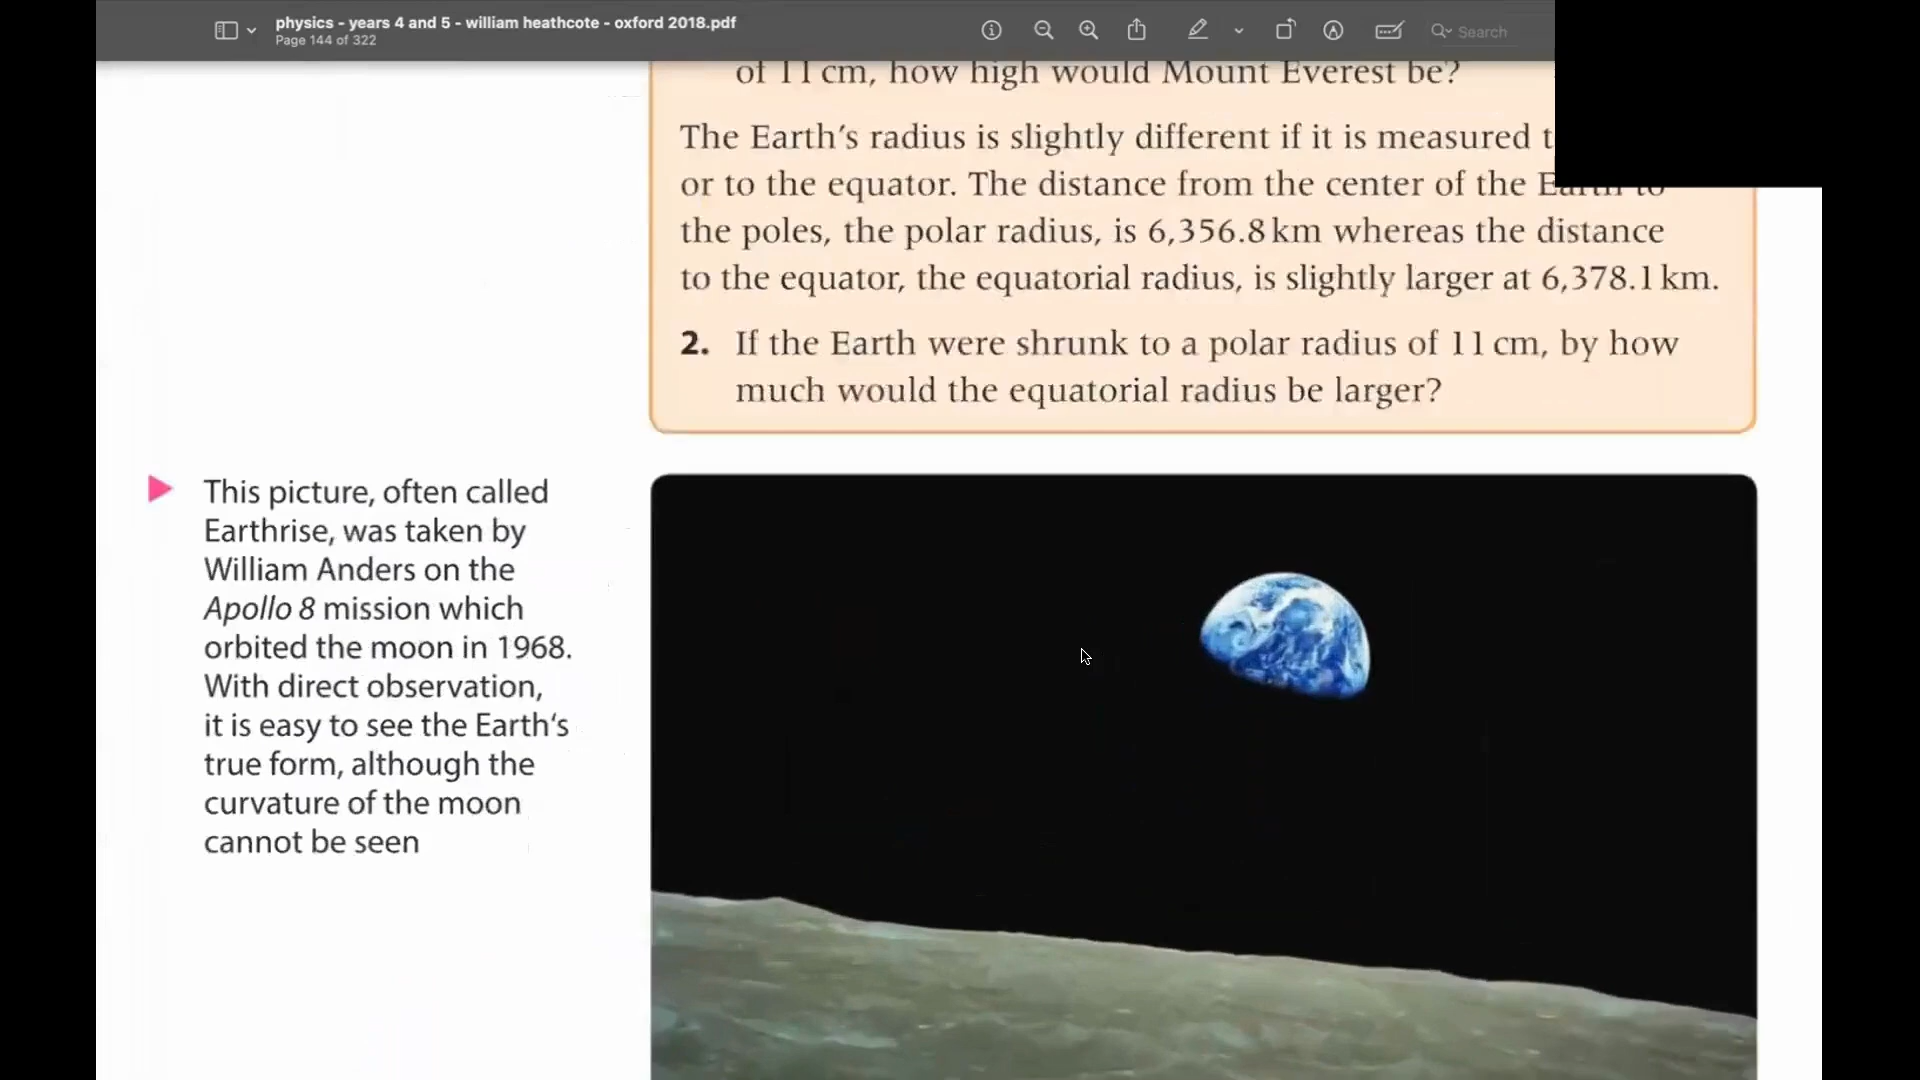 physics - years 4 and 5 - william heathcote - oxford 2018.pdf
Page 144 of 322
Search
of 11 cm, how high would Mount Everest be?
The Earth's radius is slightly different if it is measured
or to the equator. The distance from the center of the Earth to
the poles, the polar radius, is 6,356.8 km whereas the distance
to the equator, the equatorial radius, is slightly larger at 6,378.1 km.
2. If the Earth were shrunk to a polar radius of 11 cm, by how
much would the equatorial radius be larger?
This picture, often called
Earthrise, was taken by
William Anders on the
Apollo 8 mission which
orbited the moon in 1968.
With direct observation,
it is easy to see the Earth's
true form, although the
curvature of the moon
cannot be seen